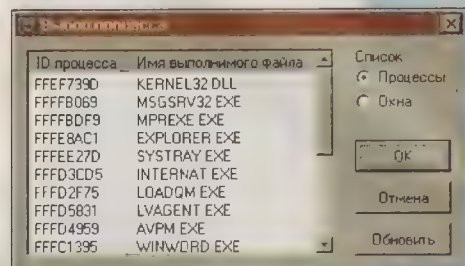 ID процесса Имя выполнимого файла
FFEF739D KERNEL32 DLL
FFFFB069 MSGSRV32 EXE
FFFFBDF9 MPREXE EXE
FFFE8AC1 EXPLORER EXE
FFFEE27D SYSTRAY EXE
FFFD3CD5 INTERNAT EXE
FFFD2F75 LOADQM EXE
FFFD5831 LVAGENT EXE
FFFD4959 AVPM EXE
FFFC1395 WINWORD EXE
Список
Процессы
Окна
OK
Отмена
Обновить